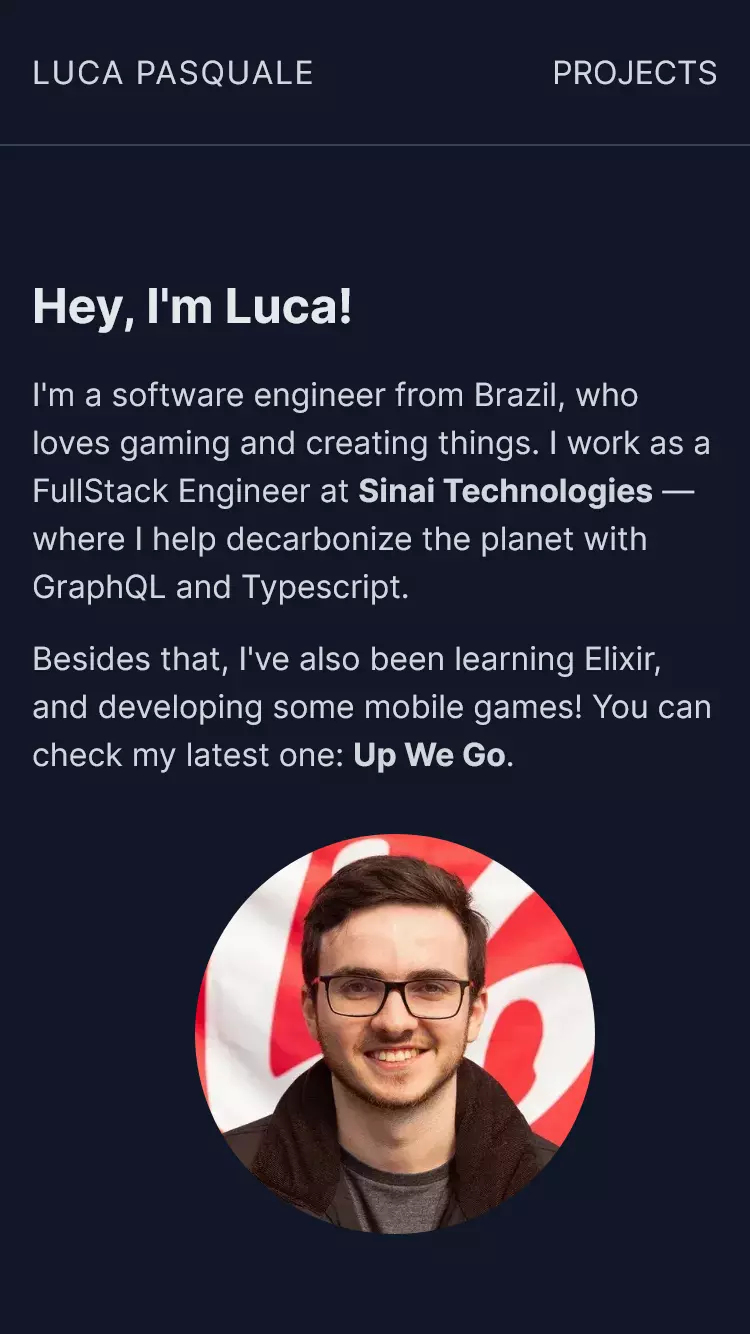 LUCA PASQUALE
PROJECTS
Hey, I'm Luca!
I'm a software engineer from Brazil, who
loves gaming and creating things. I work as a
FullStack Engineer at Sinai Technologies —
where I help decarbonize the planet with
GraphQL and Typescript.
Besides that, I've also been learning Elixir,
and developing some mobile games! You can
check my latest one: Up We Go.